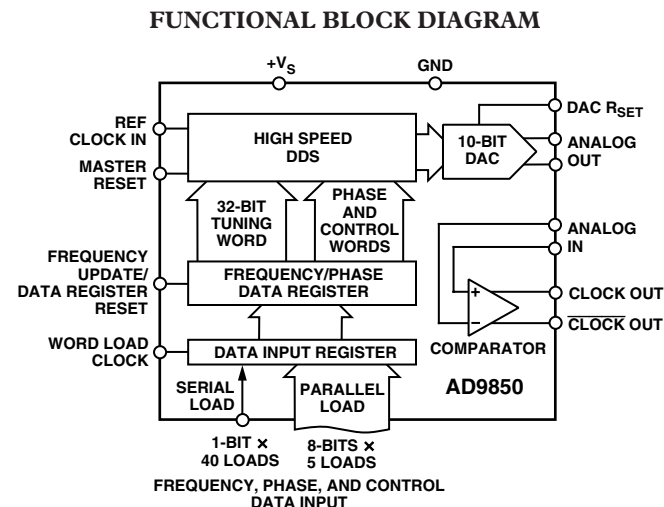 FUNCTIONAL BLOCK DIAGRAM
+VS
GND
REF
CLOCK IN
MASTER
RESET
FREQUENCY
UPDATE/
DATA REGISTER
RESET
WORD LOAD
CLOCK
HIGH SPEED
DDS
32-BIT
TUNING
WORD
PHASE
AND
CONTROL
WORDS
FREQUENCY/PHASE
DATA REGISTER
DATA INPUT REGISTER
SERIAL
LOAD
PARALLEL
LOAD
10-BIT
DAC
DAC RSET
ANALOG
OUT
ANALOG
IN
+
–
CLOCK OUT
CLOCK OUT
COMPARATOR
AD9850
1-BIT ×
40 LOADS
8-BITS ×
5 LOADS
FREQUENCY, PHASE, AND CONTROL
DATA INPUT